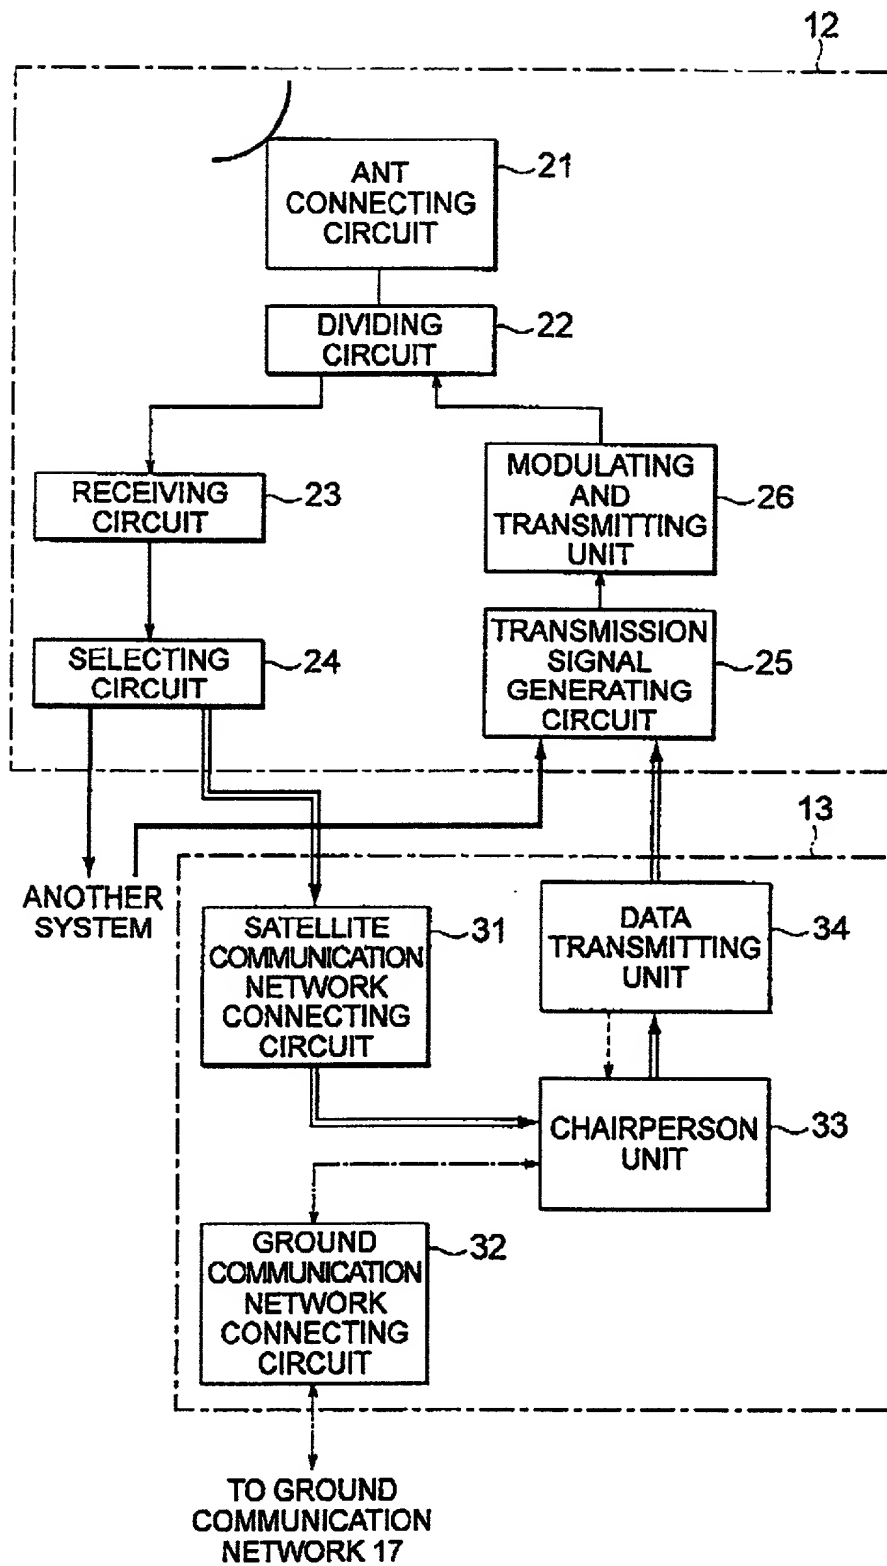 12
ANT
CONNECTING
CIRCUIT
21
DIVIDING
CIRCUIT
22
RECEIVING
CIRCUIT
23
MODULATING
AND
TRANSMITTING
UNIT
26
SELECTING
CIRCUIT
24
TRANSMISSION
SIGNAL
GENERATING
CIRCUIT
25
13
ANOTHER
SYSTEM
SATELLITE
COMMUNICATION
NETWORK
CONNECTING
CIRCUIT
31
DATA
TRANSMITTING
UNIT
34
CHAIRPERSON
UNIT
33
GROUND
COMMUNICATION
NETWORK
CONNECTING
CIRCUIT
32
TO GROUND
COMMUNICATION
NETWORK 17